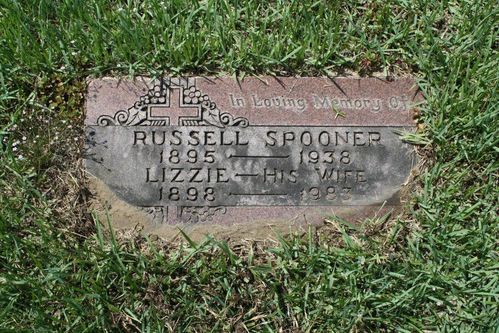 In Loving Memory Of
RUSSELL SPOONER
1895 — 1938
LIZZIE — HIS WIFE
1898 — 1983